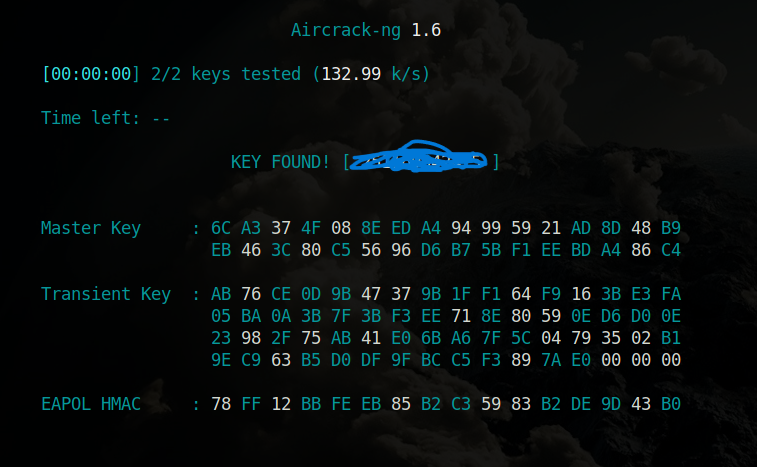 Aircrack-ng 1.6
[00:00:00] 2/2 keys tested (132.99 k/s)
Time left: --
KEY FOUND! [ ]
Master Key : 6C A3 37 4F 08 8E ED A4 94 99 59 21 AD 8D 48 B9
EB 46 3C 80 C5 56 96 D6 B7 5B F1 EE BD A4 86 C4
Transient Key : AB 76 CE 0D 9B 47 37 9B 1F F1 64 F9 16 3B E3 FA
05 BA 0A 3B 7F 3B F3 EE 71 8E 80 59 0E D6 D0 0E
23 98 2F 75 AB 41 E0 6B A6 7F 5C 04 79 35 02 B1
9E C9 63 B5 D0 DF 9F BC C5 F3 89 7A E0 00 00 00
EAPOL HMAC : 78 FF 12 BB FE EB 85 B2 C3 59 83 B2 DE 9D 43 B0